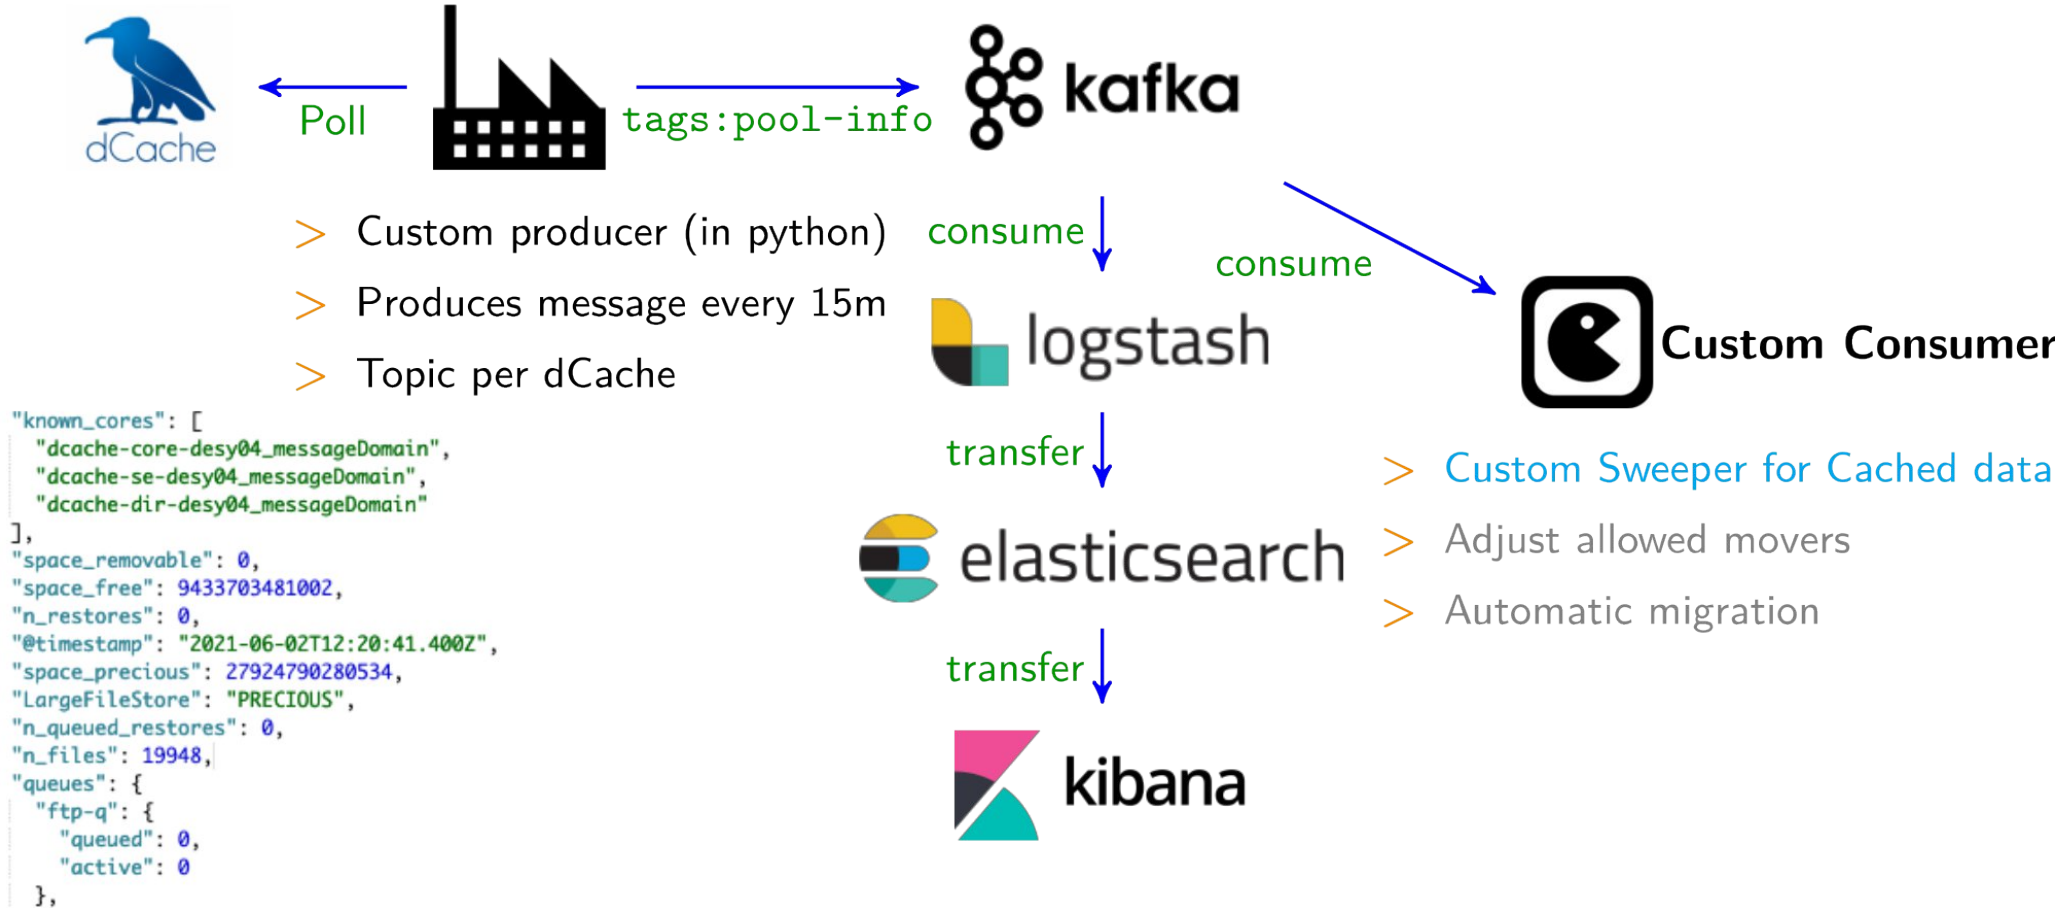 dCache
Poll
tags:pool-info
kafka
> Custom producer (in python)
> Produces message every 15m
> Topic per dCache
consume
consume
logstash
Custom Consumer
transfer
elasticsearch
> Custom Sweeper for Cached data
> Adjust allowed movers
> Automatic migration
transfer
kibana
"known_cores": [
"dcache-core-desy04_messageDomain",
"dcache-se-desy04_messageDomain",
"dcache-dir-desy04_messageDomain"
],
"space_removable": 0,
"space_free": 9433703481002,
"n_restores": 0,
"@timestamp": "2021-06-02T12:20:41.400Z",
"space_precious": 27924790280534,
"LargeFileStore": "PRECIOUS",
"n_queued_restores": 0,
"n_files": 19948,
"queues": {
"ftp-q": {
"queued": 0,
"active": 0
},